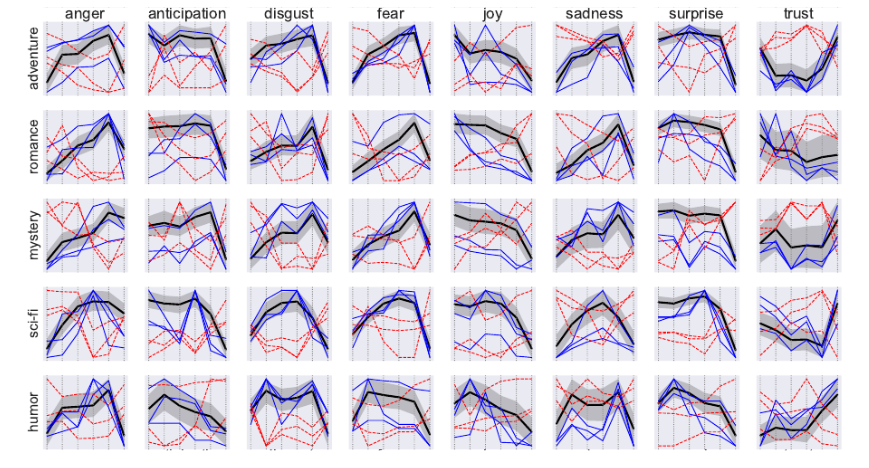 anger anticipation disgust fear joy sadness surprise trust
adventure
romance
mystery
sci-fi
humor